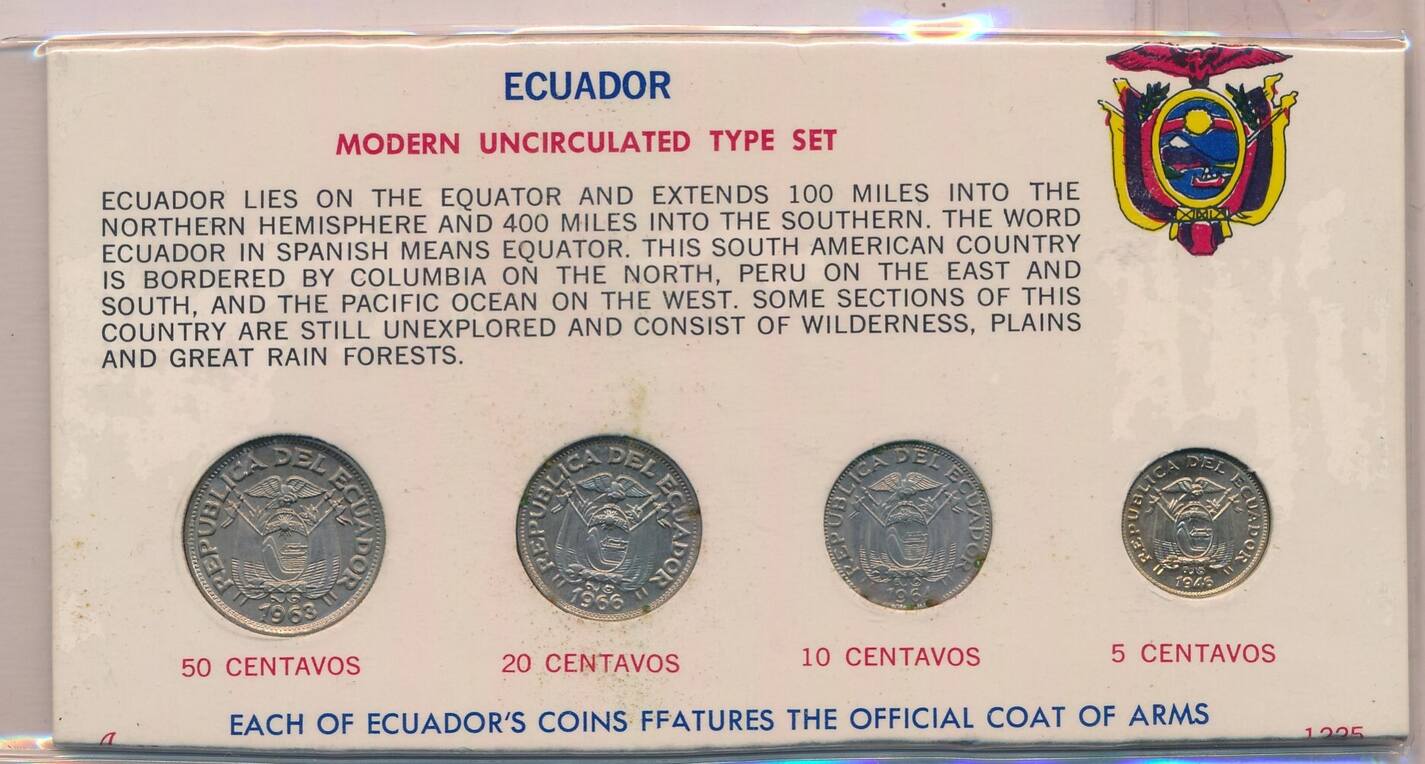 ECUADOR
MODERN UNCIRCULATED TYPE SET
ECUADOR LIES ON THE EQUATOR AND EXTENDS 100 MILES INTO THE
NORTHERN HEMISPHERE AND 400 MILES INTO THE SOUTHERN. THE WORD
ECUADOR IN SPANISH MEANS EQUATOR. THIS SOUTH AMERICAN COUNTRY
IS BORDERED BY COLUMBIA ON THE NORTH, PERU ON THE EAST AND
SOUTH, AND THE PACIFIC OCEAN ON THE WEST. SOME SECTIONS OF THIS
COUNTRY ARE STILL UNEXPLORED AND CONSIST OF WILDERNESS, PLAINS
AND GREAT RAIN FORESTS.
REPUBLICA DEL ECUADOR
1963
REPUBLICA DEL ECUADOR
1966
REPUBLICA DEL ECUADOR
REPUBLICA DEL ECUADOR
1946
50 CENTAVOS
20 CENTAVOS
10 CENTAVOS
5 CENTAVOS
EACH OF ECUADOR'S COINS FFATURES THE OFFICIAL COAT OF ARMS
1225